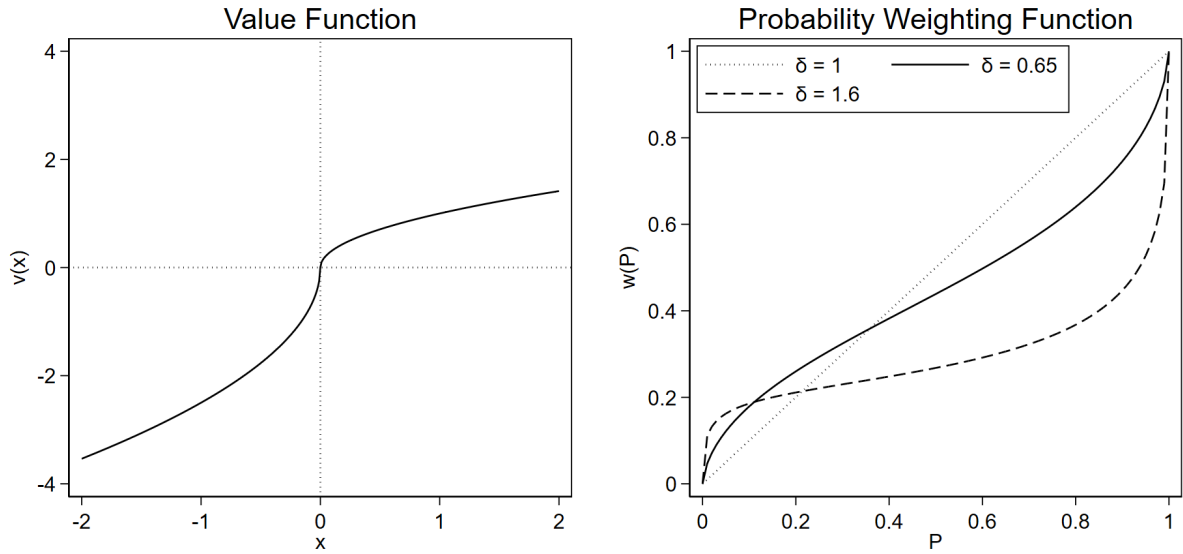 Value Function
4
2
0
-2
-4
v(x)
-2 -1 0 1 2
x
Probability Weighting Function
δ = 1 δ = 0.65
δ = 1.6
1
0.8
0.6
0.4
0.2
0
w(P)
0 0.2 0.4 0.6 0.8 1
P